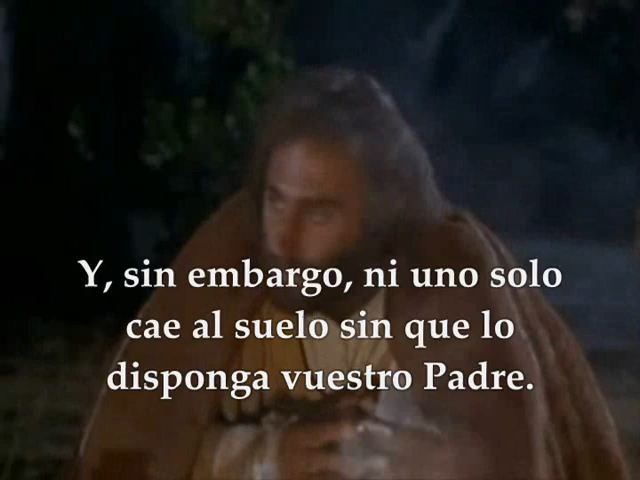 Y, sin embargo, ni uno solo
cae al suelo sin que lo
disponga vuestro Padre.